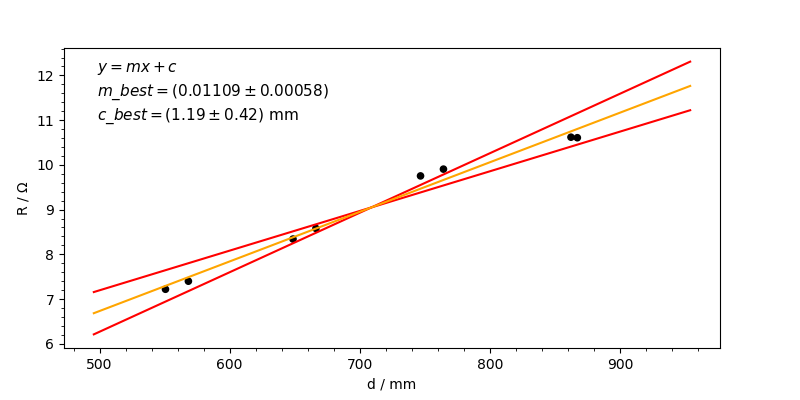 y = mx + c
m_best = (0.01109 ± 0.00058)
c_best = (1.19 ± 0.42) mm
12
11
10
9
8
7
6
R / Ω
500 600 700 800 900
d / mm